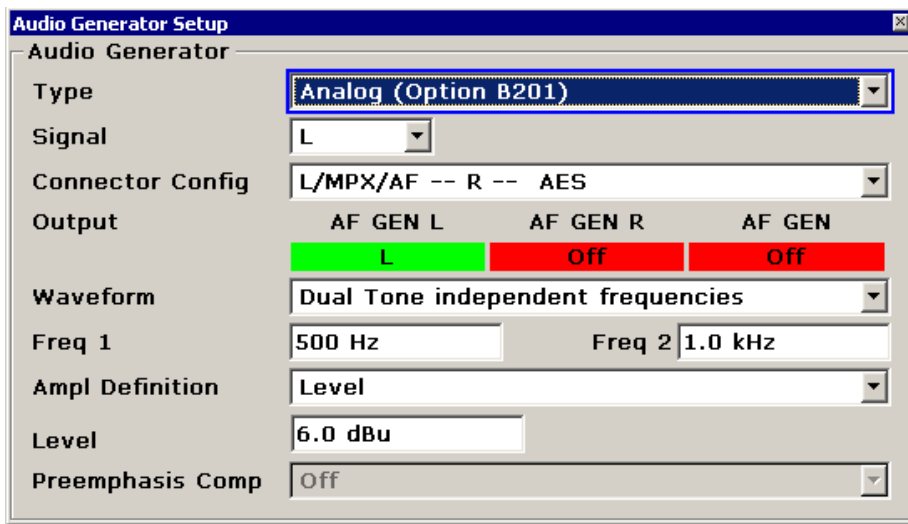 Audio Generator Setup
Audio Generator
Type Analog (Option B201)
Signal L
Connector Config L/MPX/AF -- R -- AES
Output AF GEN L AF GEN R AF GEN
L Off Off
Waveform Dual Tone independent frequencies
Freq 1 500 Hz Freq 2 1.0 kHz
Ampl Definition Level
Level 6.0 dBu
Preemphasis Comp Off